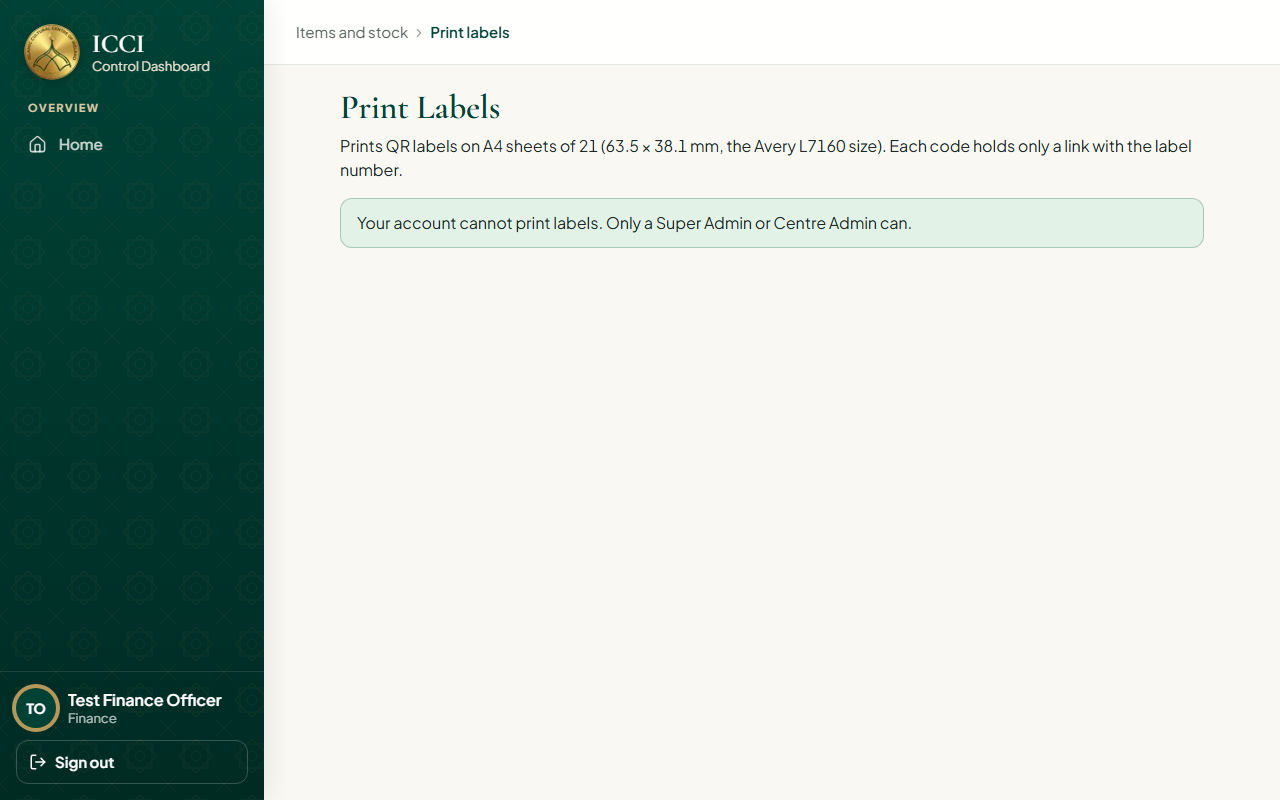 ICCI
Control Dashboard
OVERVIEW
Home
Test Finance Officer
TO
Finance
Sign out
Items and stock > Print labels
Print Labels
Prints QR labels on A4 sheets of 21 (63.5 × 38.1 mm, the Avery L7160 size). Each code holds only a link with the label
number.
Your account cannot print labels. Only a Super Admin or Centre Admin can.